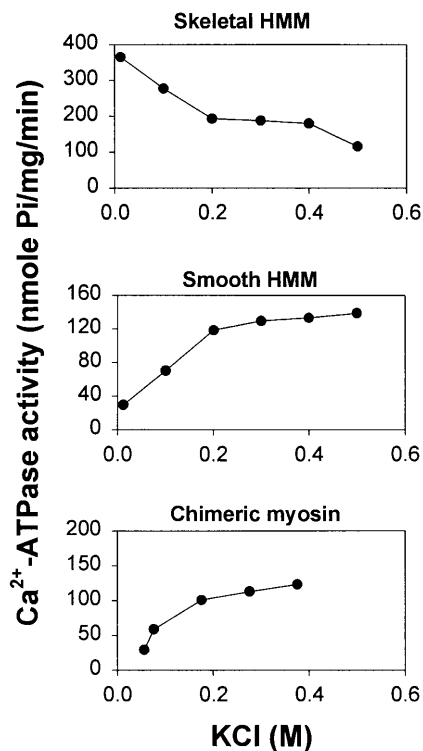 Skeletal HMM
400
300
200
100
0
0.0 0.2 0.4 0.6
Smooth HMM
160
120
80
40
0
0.0 0.2 0.4 0.6
Chimeric myosin
200
150
100
50
0
0.0 0.2 0.4 0.6
KCl (M)
Ca²⁺-ATPase activity (nmole Pi/mg/min)